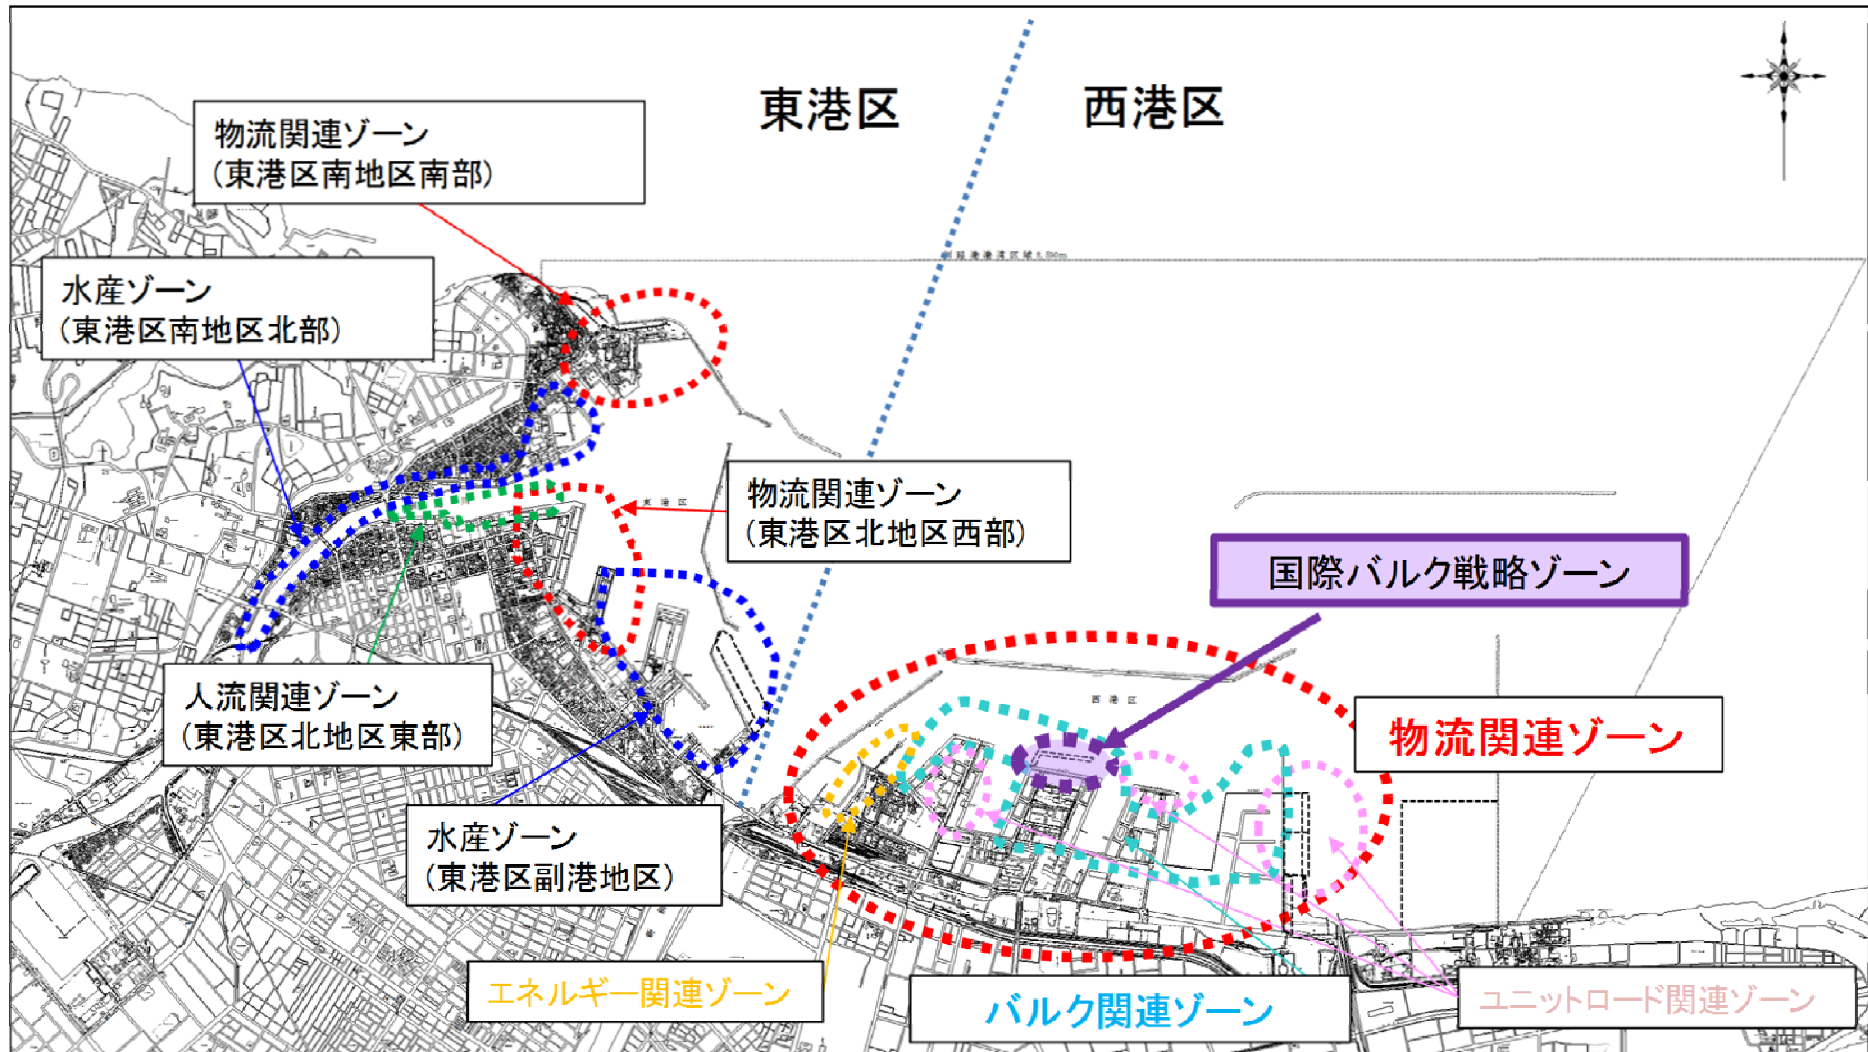 東港区
西港区
物流関連ゾーン
(東港区南地区南部)
水産ゾーン
(東港区南地区北部)
物流関連ゾーン
(東港区北地区西部)
東港区
国際バルク戦略ゾーン
人流関連ゾーン
(東港区北地区東部)
西港区
物流関連ゾーン
水産ゾーン
(東港区副港地区)
エネルギー関連ゾーン
バルク関連ゾーン
ユニットロード関連ゾーン